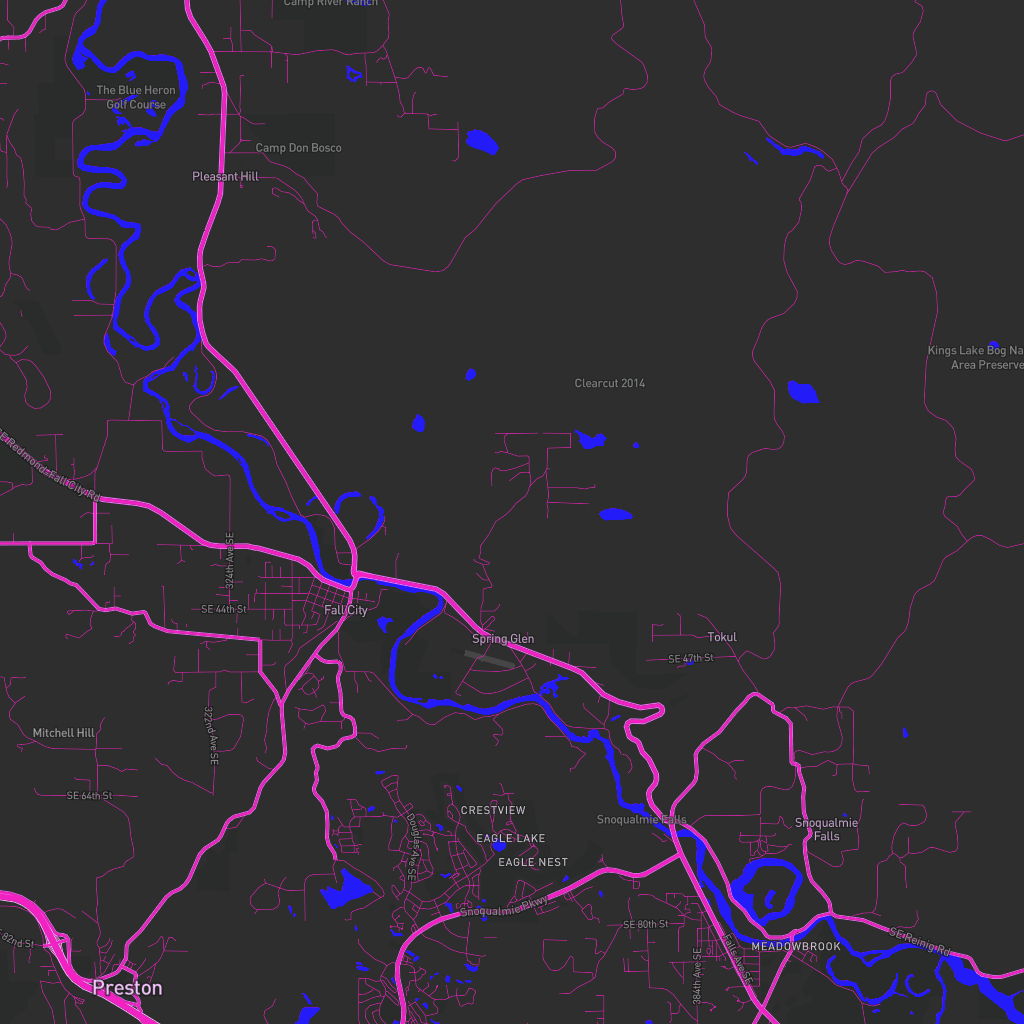 Camp River Ranch
The Blue Heron
Golf Course
Camp Don Bosco
Pleasant Hill
Kings Lake Bog Na
Area Preserve
Clearcut 2014
SE Redmond-Fall City Rd
324th Ave SE
SE 44th St
Fall City
Spring Glen
Tokul
SE 47th St
322nd Ave SE
Mitchell Hill
SE 64th St
CRESTVIEW
Douglas Ave SE
Snoqualmie Falls
Snoqualmie
Falls
EAGLE LAKE
EAGLE NEST
Snoqualmie Pkwy
SE 80th St
SE Reinig Rd
82nd St
MEADOWBROOK
Falls Ave SE
384th Ave SE
Preston